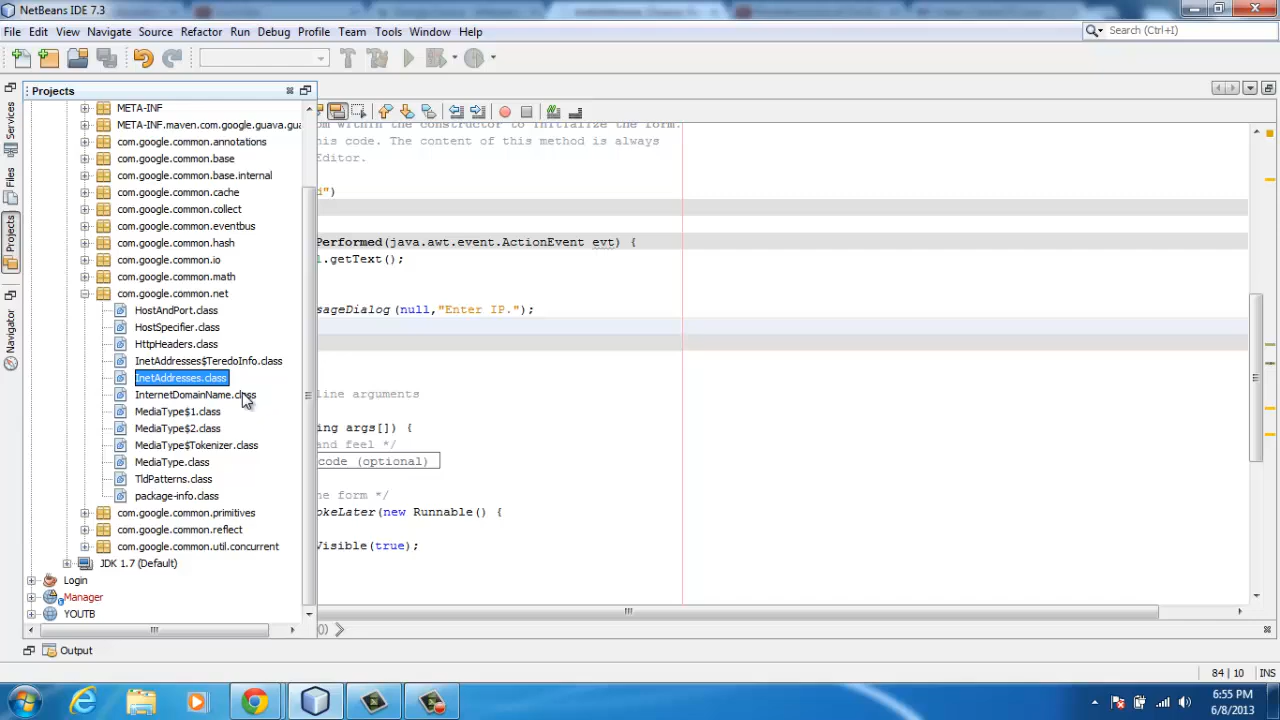 NetBeans IDE 7.3
File Edit View Navigate Source Refactor Run Debug Profile Team Tools Window Help
Search (Ctrl+I)
Services
Files
Projects
Navigator
Projects
META-INF
META-INF.maven.com.google.guava.gua
com.google.common.annotations
com.google.common.base
com.google.common.base.internal
com.google.common.cache
com.google.common.collect
com.google.common.eventbus
com.google.common.hash
com.google.common.io
com.google.common.math
com.google.common.net
HostAndPort.class
HostSpecifier.class
HttpHeaders.class
InetAddresses$TeredoInfo.class
InetAddresses.class
InternetDomainName.class
MediaType$1.class
MediaType$2.class
MediaType$Tokenizer.class
MediaType.class
TldPatterns.class
package-info.class
com.google.common.primitives
com.google.common.reflect
com.google.common.util.concurrent
JDK 1.7 (Default)
Login
Manager
YOUTB
om within the constructor to initialize the form.
his code. The content of this method is always
Editor.
")
Performed(java.awt.event.ActionEvent evt) {
.getText();
sageDialog(null,"Enter IP.");
line arguments
ing args[]) {
and feel */
code (optional)
he form */
okeLater(new Runnable() {
Visible(true);
Output
84 | 10 INS
6:55 PM
6/8/2013